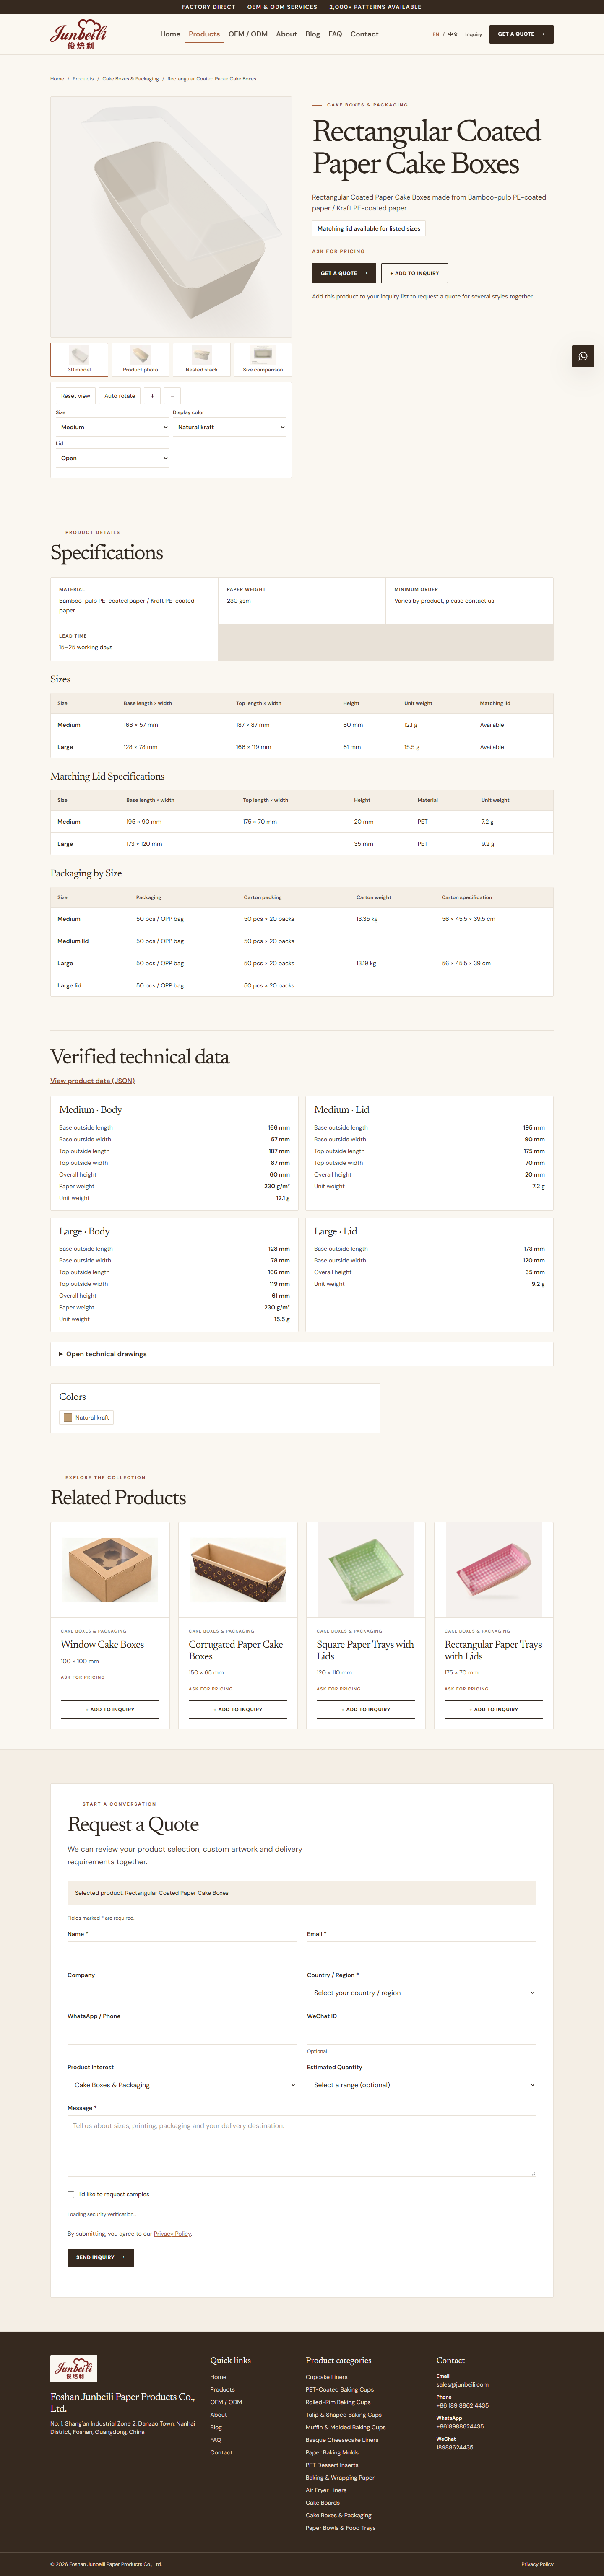 FACTORY DIRECT OEM & ODM SERVICES 2,000+ PATTERNS AVAILABLE
Junbeili
俊焙利
Home Products OEM / ODM About Blog FAQ Contact
EN / 中文 Inquiry GET A QUOTE →
Home / Products / Cake Boxes & Packaging / Rectangular Coated Paper Cake Boxes
3D model Product photo Nested stack Size comparison
Reset view Auto rotate + −
Size Display color
Medium Natural kraft
Lid
Open
CAKE BOXES & PACKAGING
Rectangular Coated
Paper Cake Boxes
Rectangular Coated Paper Cake Boxes made from Bamboo-pulp PE-coated
paper / Kraft PE-coated paper.
Matching lid available for listed sizes
ASK FOR PRICING
GET A QUOTE → + ADD TO INQUIRY
Add this product to your inquiry list to request a quote for several styles together.
PRODUCT DETAILS
Specifications
MATERIAL PAPER WEIGHT MINIMUM ORDER
Bamboo-pulp PE-coated paper / Kraft PE-coated
paper
230 gsm Varies by product, please contact us
LEAD TIME
15–25 working days
Sizes
Size Base length × width Top length × width Height Unit weight Matching lid
Medium 166 × 57 mm 187 × 87 mm 60 mm 12.1 g Available
Large 128 × 78 mm 166 × 119 mm 61 mm 15.5 g Available
Matching Lid Specifications
Size Base length × width Top length × width Height Material Unit weight
Medium 195 × 90 mm 175 × 70 mm 20 mm PET 7.2 g
Large 173 × 120 mm 35 mm PET 9.2 g
Packaging by Size
Size Packaging Carton packing Carton weight Carton specification
Medium 50 pcs / OPP bag 50 pcs × 20 packs 13.35 kg 56 × 45.5 × 39.5 cm
Medium lid 50 pcs / OPP bag 50 pcs × 20 packs
Large 50 pcs / OPP bag 50 pcs × 20 packs 13.19 kg 56 × 45.5 × 39 cm
Large lid 50 pcs / OPP bag 50 pcs × 20 packs
Verified technical data
View product data (JSON)
Medium · Body
Base outside length 166 mm
Base outside width 57 mm
Top outside length 187 mm
Top outside width 87 mm
Overall height 60 mm
Paper weight 230 g/m²
Unit weight 12.1 g
Medium · Lid
Base outside length 195 mm
Base outside width 90 mm
Top outside length 175 mm
Top outside width 70 mm
Overall height 20 mm
Unit weight 7.2 g
Large · Body
Base outside length 128 mm
Base outside width 78 mm
Top outside length 166 mm
Top outside width 119 mm
Overall height 61 mm
Paper weight 230 g/m²
Unit weight 15.5 g
Large · Lid
Base outside length 173 mm
Base outside width 120 mm
Overall height 35 mm
Unit weight 9.2 g
▶ Open technical drawings
Colors
Natural kraft
EXPLORE THE COLLECTION
Related Products
CAKE BOXES & PACKAGING
Window Cake Boxes
100 × 100 mm
ASK FOR PRICING
+ ADD TO INQUIRY
CAKE BOXES & PACKAGING
Corrugated Paper Cake
Boxes
150 × 65 mm
ASK FOR PRICING
+ ADD TO INQUIRY
CAKE BOXES & PACKAGING
Square Paper Trays with
Lids
120 × 110 mm
ASK FOR PRICING
+ ADD TO INQUIRY
CAKE BOXES & PACKAGING
Rectangular Paper Trays
with Lids
175 × 70 mm
ASK FOR PRICING
+ ADD TO INQUIRY
START A CONVERSATION
Request a Quote
We can review your product selection, custom artwork and delivery
requirements together.
Selected product: Rectangular Coated Paper Cake Boxes
Fields marked * are required.
Name * Email *
Company Country / Region *
Select your country / region
WhatsApp / Phone WeChat ID
Optional
Product Interest Estimated Quantity
Cake Boxes & Packaging Select a range (optional)
Message *
Tell us about sizes, printing, packaging and your delivery destination.
I'd like to request samples
Loading security verification…
By submitting, you agree to our Privacy Policy.
SEND INQUIRY →
Junbeili
俊焙利
Foshan Junbeili Paper Products Co.,
Ltd.
No. 1, Shang'an Industrial Zone 2, Danzao Town, Nanhai
District, Foshan, Guangdong, China
Quick links
Home
Products
OEM / ODM
About
Blog
FAQ
Contact
Product categories
Cupcake Liners
PET-Coated Baking Cups
Rolled-Rim Baking Cups
Tulip & Shaped Baking Cups
Muffin & Molded Baking Cups
Basque Cheesecake Liners
Paper Baking Molds
PET Dessert Inserts
Baking & Wrapping Paper
Air Fryer Liners
Cake Boards
Cake Boxes & Packaging
Paper Bowls & Food Trays
Contact
Email
sales@junbeili.com
Phone
+86 189 8862 4435
WhatsApp
+8618988624435
WeChat
18988624435
© 2026 Foshan Junbeili Paper Products Co., Ltd. Privacy Policy